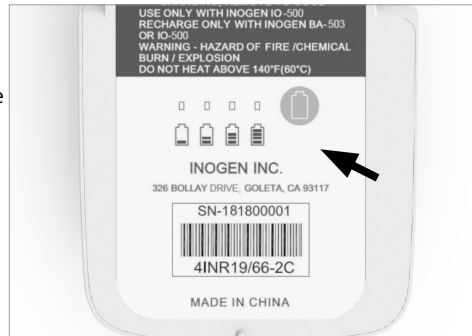 USE ONLY WITH INOGEN IO-500
RECHARGE ONLY WITH INOGEN BA-503
OR IO-500
WARNING - HAZARD OF FIRE /CHEMICAL
BURN / EXPLOSION
DO NOT HEAT ABOVE 140°F(60°C)
INOGEN INC.
326 BOLLAY DRIVE, GOLETA, CA 93117
SN-181800001
4INR19/66-2C
MADE IN CHINA